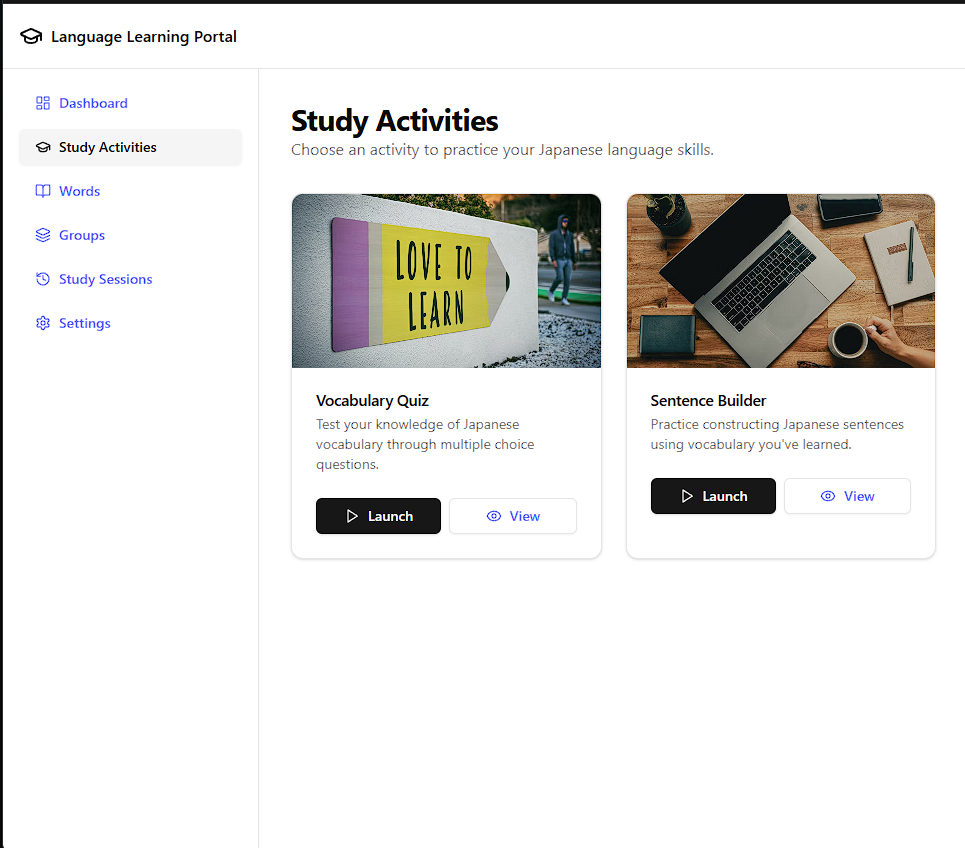 Language Learning Portal
Dashboard
Study Activities
Words
Groups
Study Sessions
Settings
Study Activities
Choose an activity to practice your Japanese language skills.
LOVE TO
LEARN
Vocabulary Quiz
Test your knowledge of Japanese
vocabulary through multiple choice
questions.
Launch
View
Sentence Builder
Practice constructing Japanese sentences
using vocabulary you've learned.
Launch
View